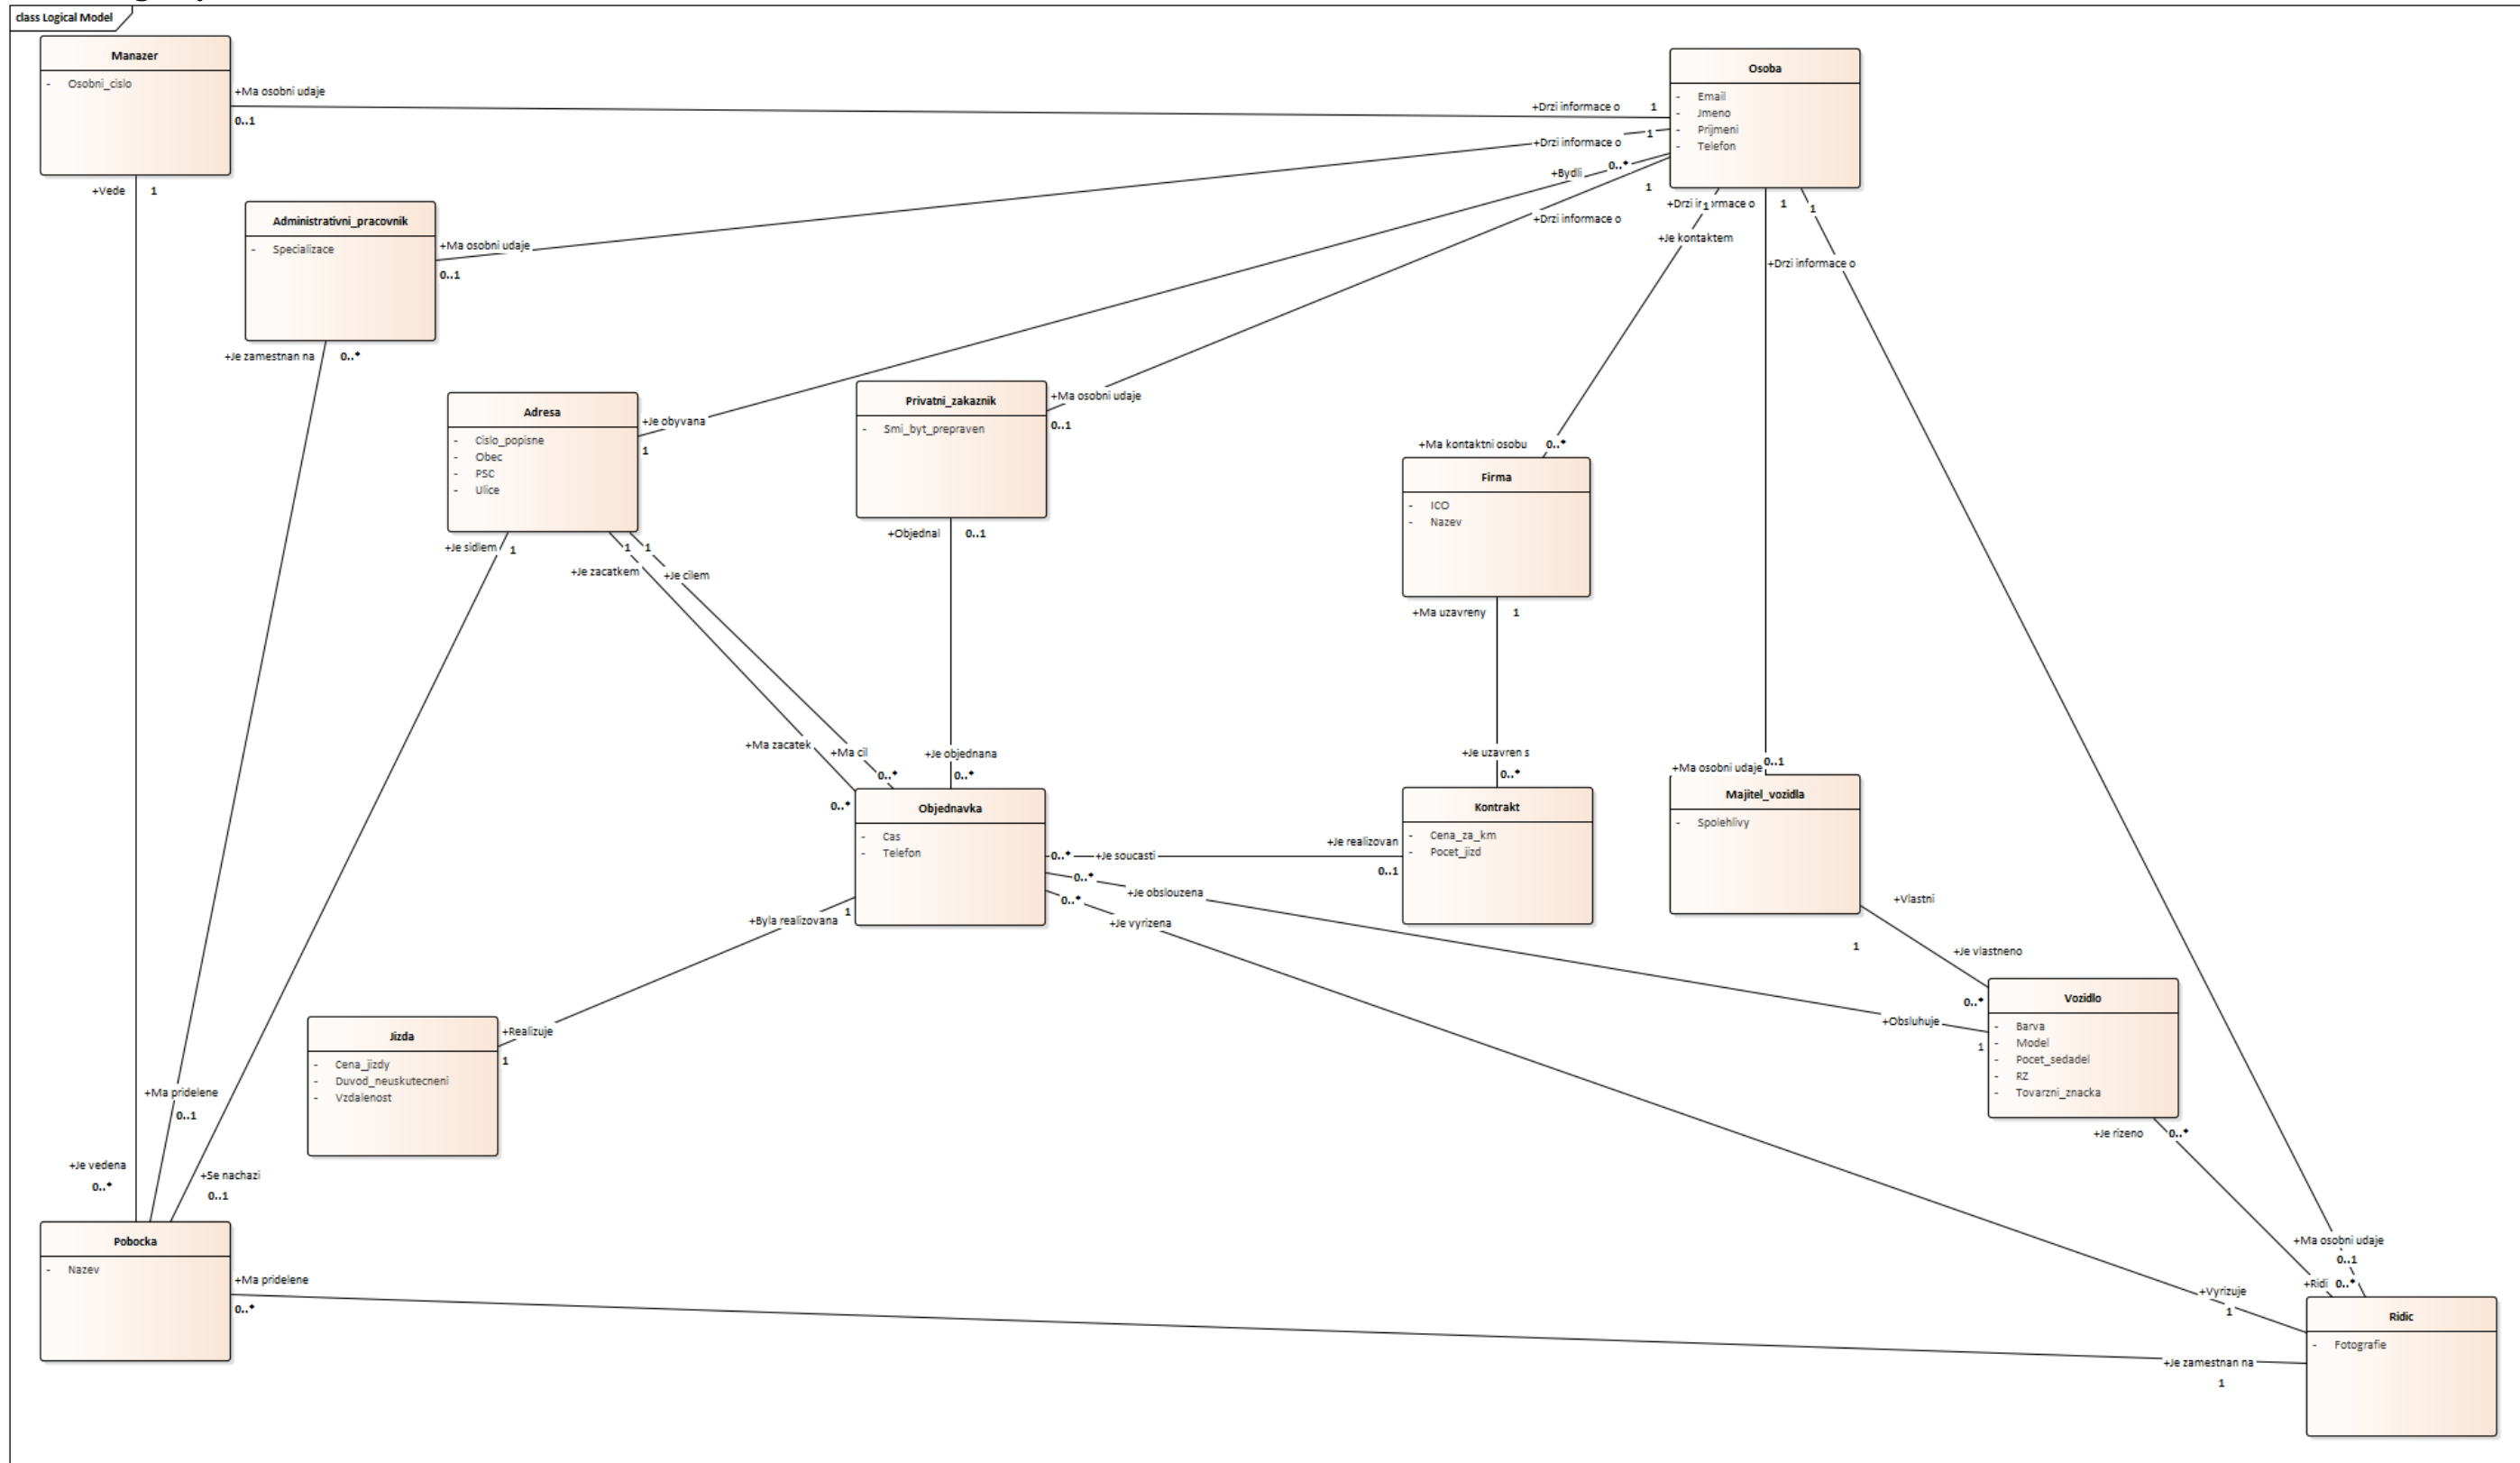 class Logical Model
Manazer
- Osobni_cislo
+Ma osobni udaje
0..1
+Drzi informace o
1
Osoba
- Email
- Jmeno
- Prijmeni
- Telefon
+Vede
1
+Drzi informace o
1
+Bydli
0..*
1
+Drzi informace o
Administrativni_pracovnik
- Specializace
+Ma osobni udaje
0..1
+Drzi informace o
1
+Je kontaktem
1
1
+Drzi informace o
+Je zamestnan na
0..*
Adresa
- Cislo_popisne
- Obec
- PSC
- Ulice
+Je obyvana
1
Privatni_zakaznik
- Smi_byt_prepraven
+Ma osobni udaje
0..1
+Ma kontaktni osobu
0..*
Firma
- ICO
- Nazev
+Je sidlem
1
1
1
+Je zacatkem
+Je cilem
+Objednal
0..1
+Ma uzavreny
1
+Ma zacatek
+Ma cil
0..*
0..*
+Je objednana
0..*
+Je uzavren s
0..*
+Ma osobni udaje
0..1
Objednavka
- Cas
- Telefon
0..*
+Je soucasti
+Je realizovan
0..1
Kontrakt
- Cena_za_km
- Pocet_jizd
Majitel_vozidla
- Spolehlivy
0..*
+Je obslouzena
0..*
+Je vyrizena
+Byla realizovana
1
+Vlastni
1
+Je vlastneno
0..*
Jizda
- Cena_jizdy
- Duvod_neuskutecneni
- Vzdalenost
+Realizuje
1
+Obsluhuje
1
Vozidlo
- Barva
- Model
- Pocet_sedadel
- RZ
- Tovarzni_znacka
+Ma pridelene
0..1
+Je rizeno
0..*
+Je vedena
0..*
+Se nachazi
0..1
Pobocka
- Nazev
+Ma pridelene
0..*
+Ma osobni udaje
0..1
+Ridi
0..*
+Vyrizuje
1
Ridic
- Fotografie
+Je zamestnan na
1